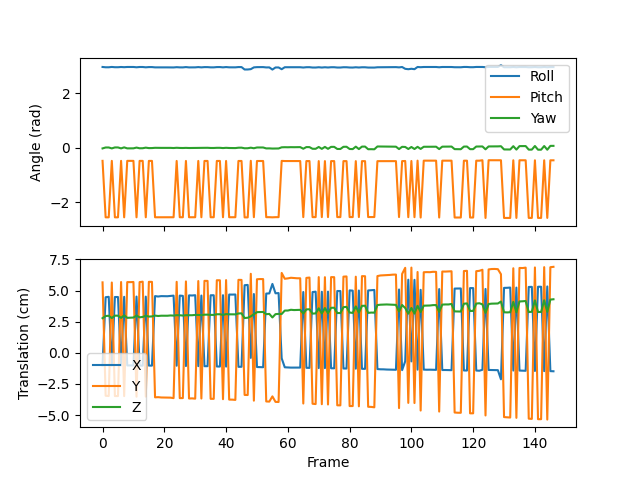 2
0
−2
Angle (rad)
Roll
Pitch
Yaw
7.5
5.0
2.5
0.0
−2.5
−5.0
Translation (cm)
X
Y
Z
0 20 40 60 80 100 120 140
Frame